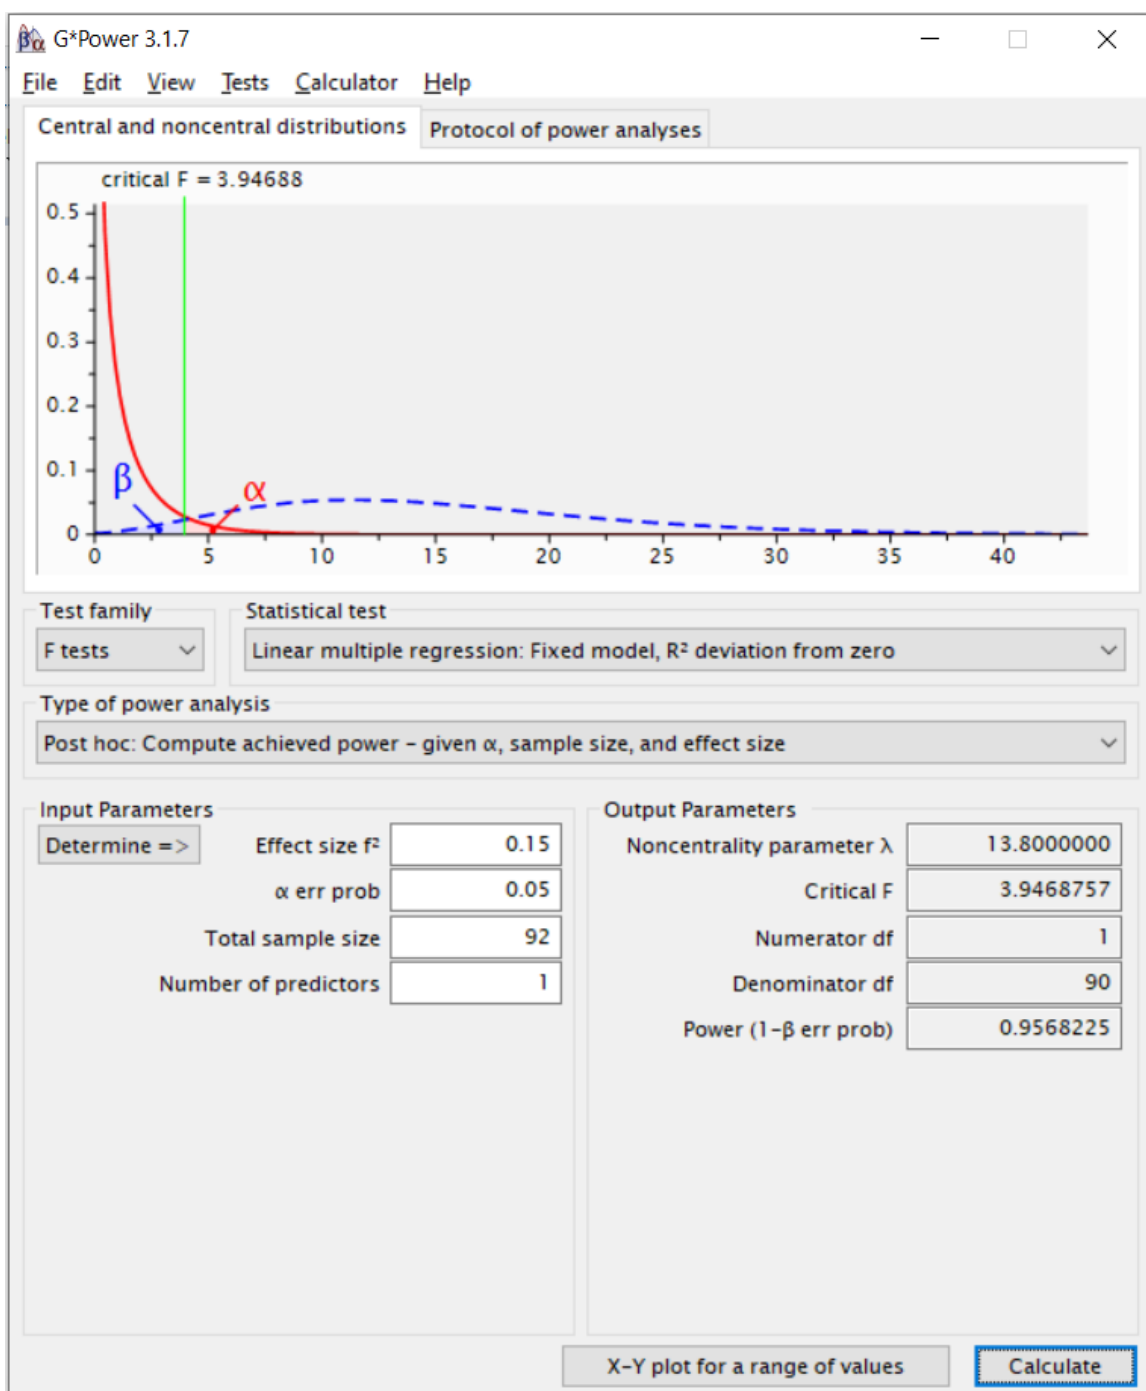 G*Power 3.1.7
File Edit View Tests Calculator Help
Central and noncentral distributions Protocol of power analyses
critical F = 3.94688
0.5
0.4
0.3
0.2
0.1
β α
0
0 5 10 15 20 25 30 35 40
Test family Statistical test
F tests Linear multiple regression: Fixed model, R² deviation from zero
Type of power analysis
Post hoc: Compute achieved power – given α, sample size, and effect size
Input Parameters Output Parameters
Determine => Effect size f² 0.15 Noncentrality parameter λ 13.8000000
α err prob 0.05 Critical F 3.9468757
Total sample size 92 Numerator df 1
Number of predictors 1 Denominator df 90
Power (1-β err prob) 0.9568225
X-Y plot for a range of values Calculate